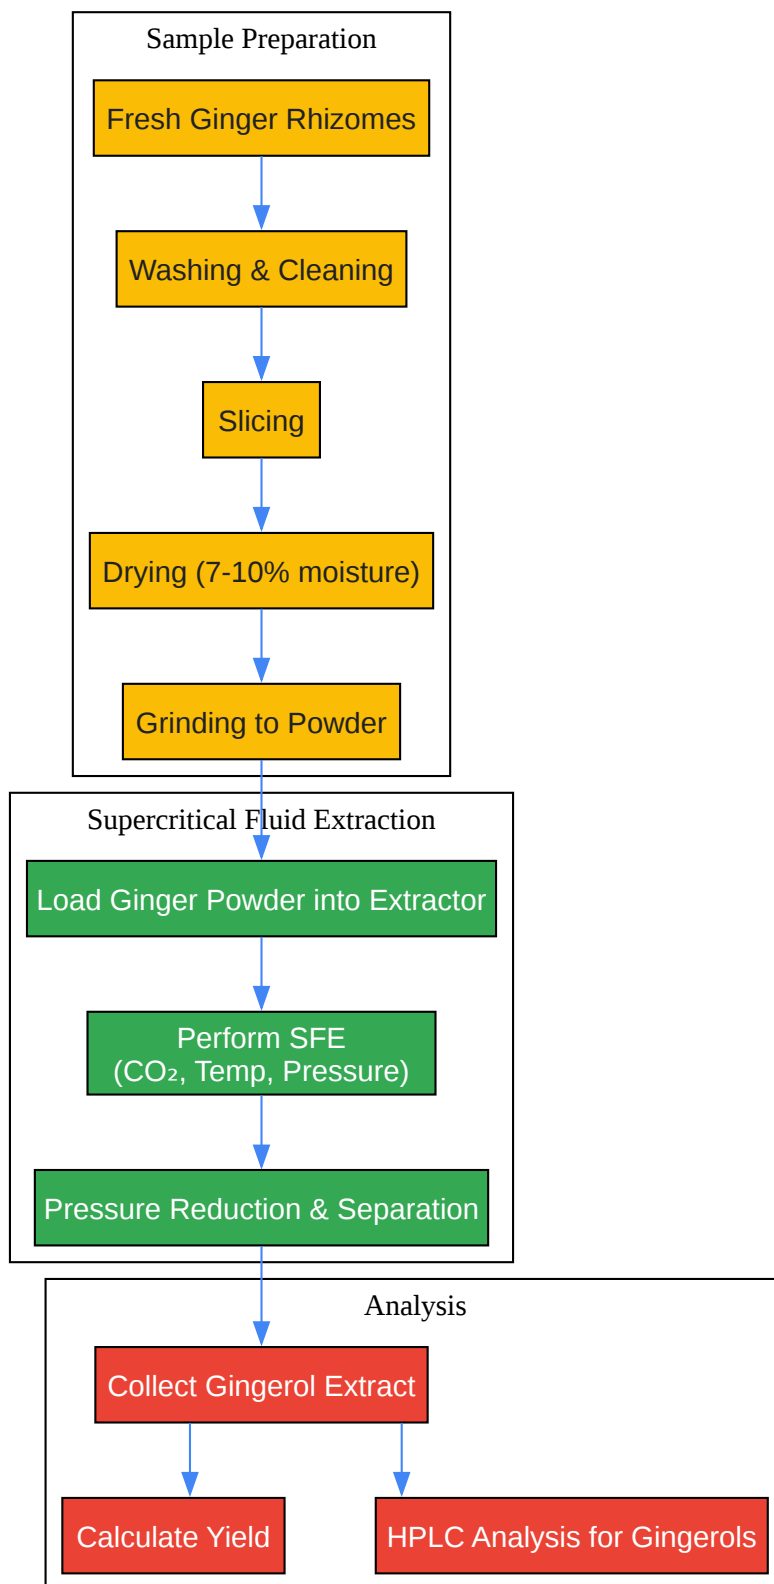 Sample Preparation
Fresh Ginger Rhizomes
Washing & Cleaning
Slicing
Drying (7-10% moisture)
Grinding to Powder
Supercritical Fluid Extraction
Load Ginger Powder into Extractor
Perform SFE
(CO₂, Temp, Pressure)
Pressure Reduction & Separation
Analysis
Collect Gingerol Extract
Calculate Yield
HPLC Analysis for Gingerols